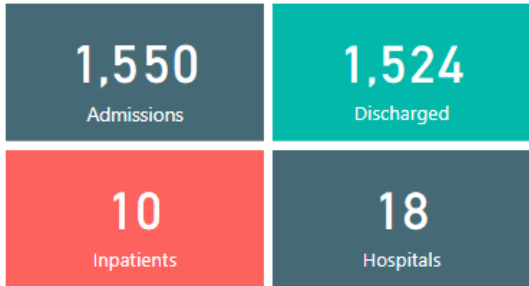 1,550
Admissions
1,524
Discharged
10
Inpatients
18
Hospitals